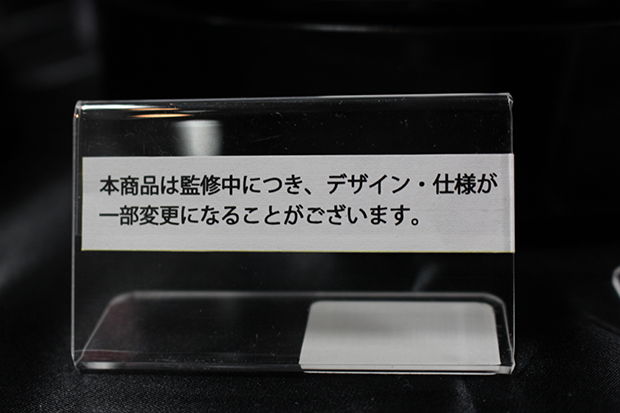 本商品は監修中につき、デザイン・仕様が
一部変更になることがございます。